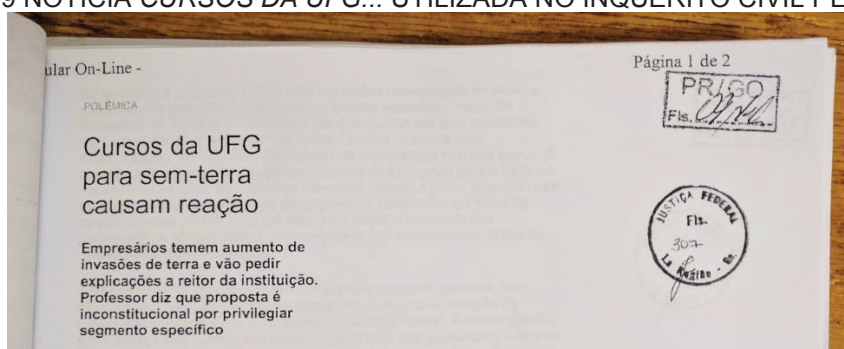 9 NOTÍCIA CURSOS DA UFG... UTILIZADA NO INQUÉRITO CIVIL
ular On-Line -
Página 1 de 2
POLÊMICA
PR/GO
Fls.
Cursos da UFG
para sem-terra
causam reação
JUSTIÇA FEDERAL
Fls.
307
Empresários temem aumento de
invasões de terra e vão pedir
explicações a reitor da instituição.
Professor diz que proposta é
inconstitucional por privilegiar
segmento específico